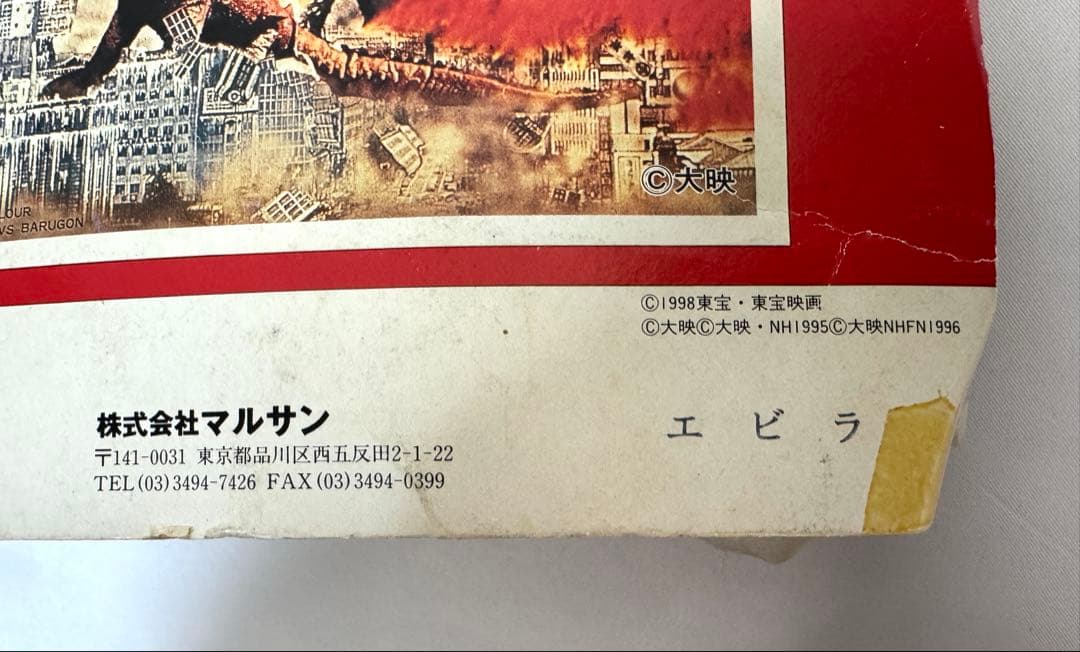 ©大映
LOUR
VS BARUGON
©1998東宝・東宝映画
©大映©大映・NH1995©大映NHFN1996
株式会社マルサン
〒141-0031 東京都品川区西五反田2-1-22
TEL(03)3494-7426 FAX(03)3494-0399
エビラ